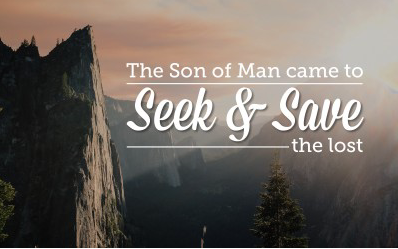 The Son of Man came to
Seek & Save
the lost